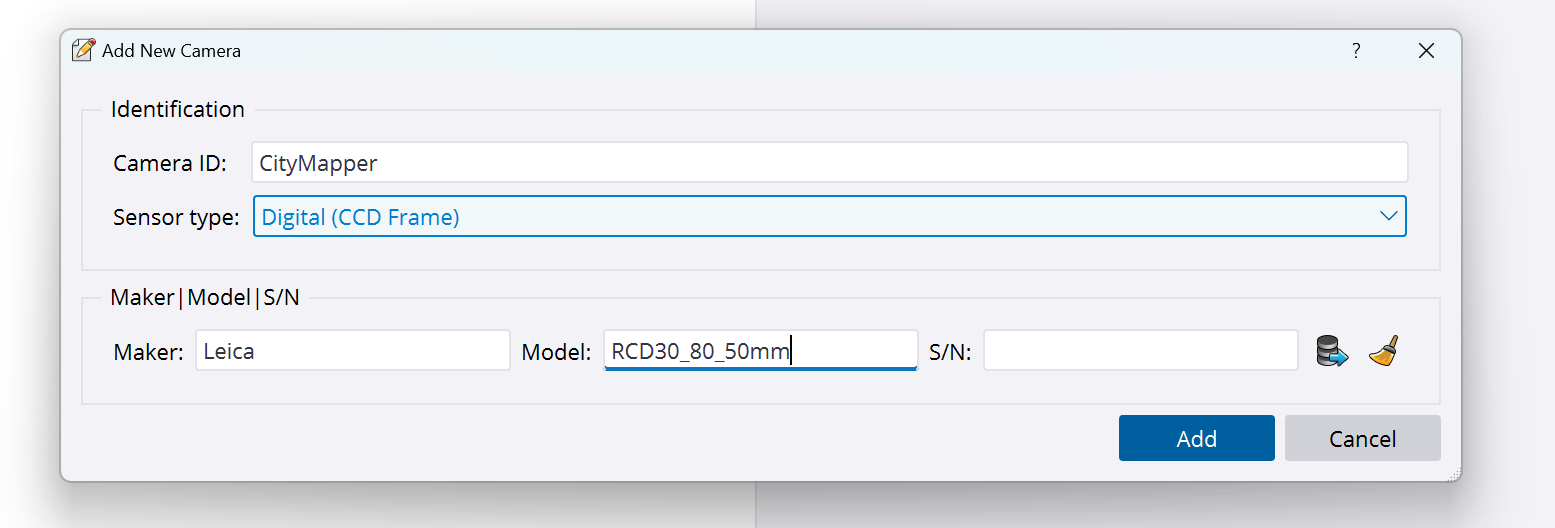 Add New Camera ?
Identification
Camera ID: CityMapper
Sensor type: Digital (CCD Frame)
Maker|Model|S/N
Maker: Leica Model: RCD30_80_50mm S/N:
Add Cancel